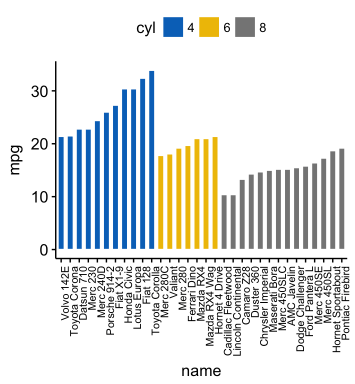 cyl 4 6 8
mpg
30
20
10
0
Volvo 142E
Toyota Corona
Datsun 710
Merc 230
Merc 240D
Porsche 914-2
Fiat X1-9
Honda Civic
Lotus Europa
Fiat 128
Toyota Corolla
Merc 280C
Valiant
Merc 280
Ferrari Dino
Mazda RX4
Mazda RX4 Wag
Hornet 4 Drive
Cadillac Fleetwood
Lincoln Continental
Camaro Z28
Duster 360
Chrysler Imperial
Maserati Bora
Merc 450SLC
AMC Javelin
Dodge Challenger
Ford Pantera L
Merc 450SE
Merc 450SL
Hornet Sportabout
Pontiac Firebird
name